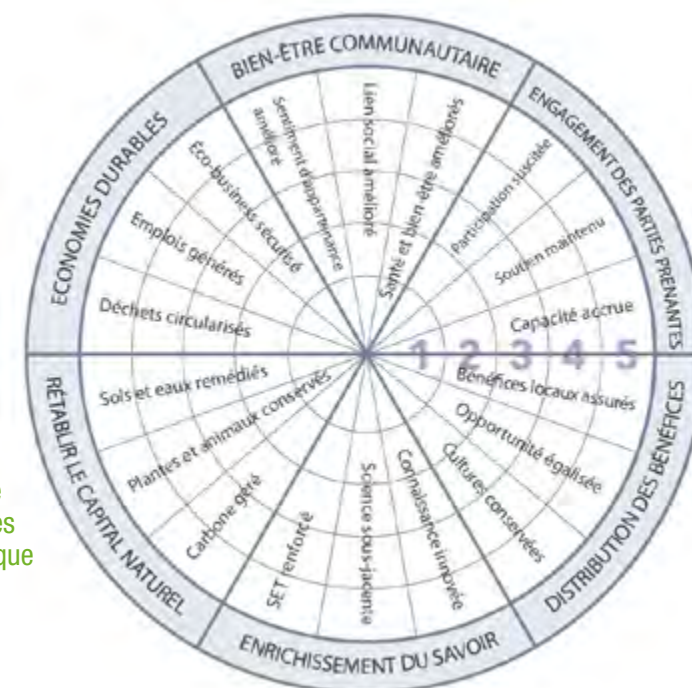 BIEN-ÊTRE COMMUNAUTAIRE
Sentiment d'appartenance
amélioré
Lien social amélioré
Santé et bien-être améliorés
ENGAGEMENT DES PARTIES PRENANTES
Participation suscitée
Soutien maintenu
Capacité accrue
1 2 3 4 5
DISTRIBUTION DES BÉNÉFICES
Bénéfices locaux assurés
Opportunité égalisée
Cultures conservées
ENRICHISSEMENT DU SAVOIR
Connaissance innovée
Science sous-jacente
SET renforcé
RÉTABLIR LE CAPITAL NATUREL
Carbone géré
Plantes et animaux conservés
Sols et eaux remédiés
ECONOMIES DURABLES
Déchets circularisés
Emplois générés
Éco-business sécurisé
que